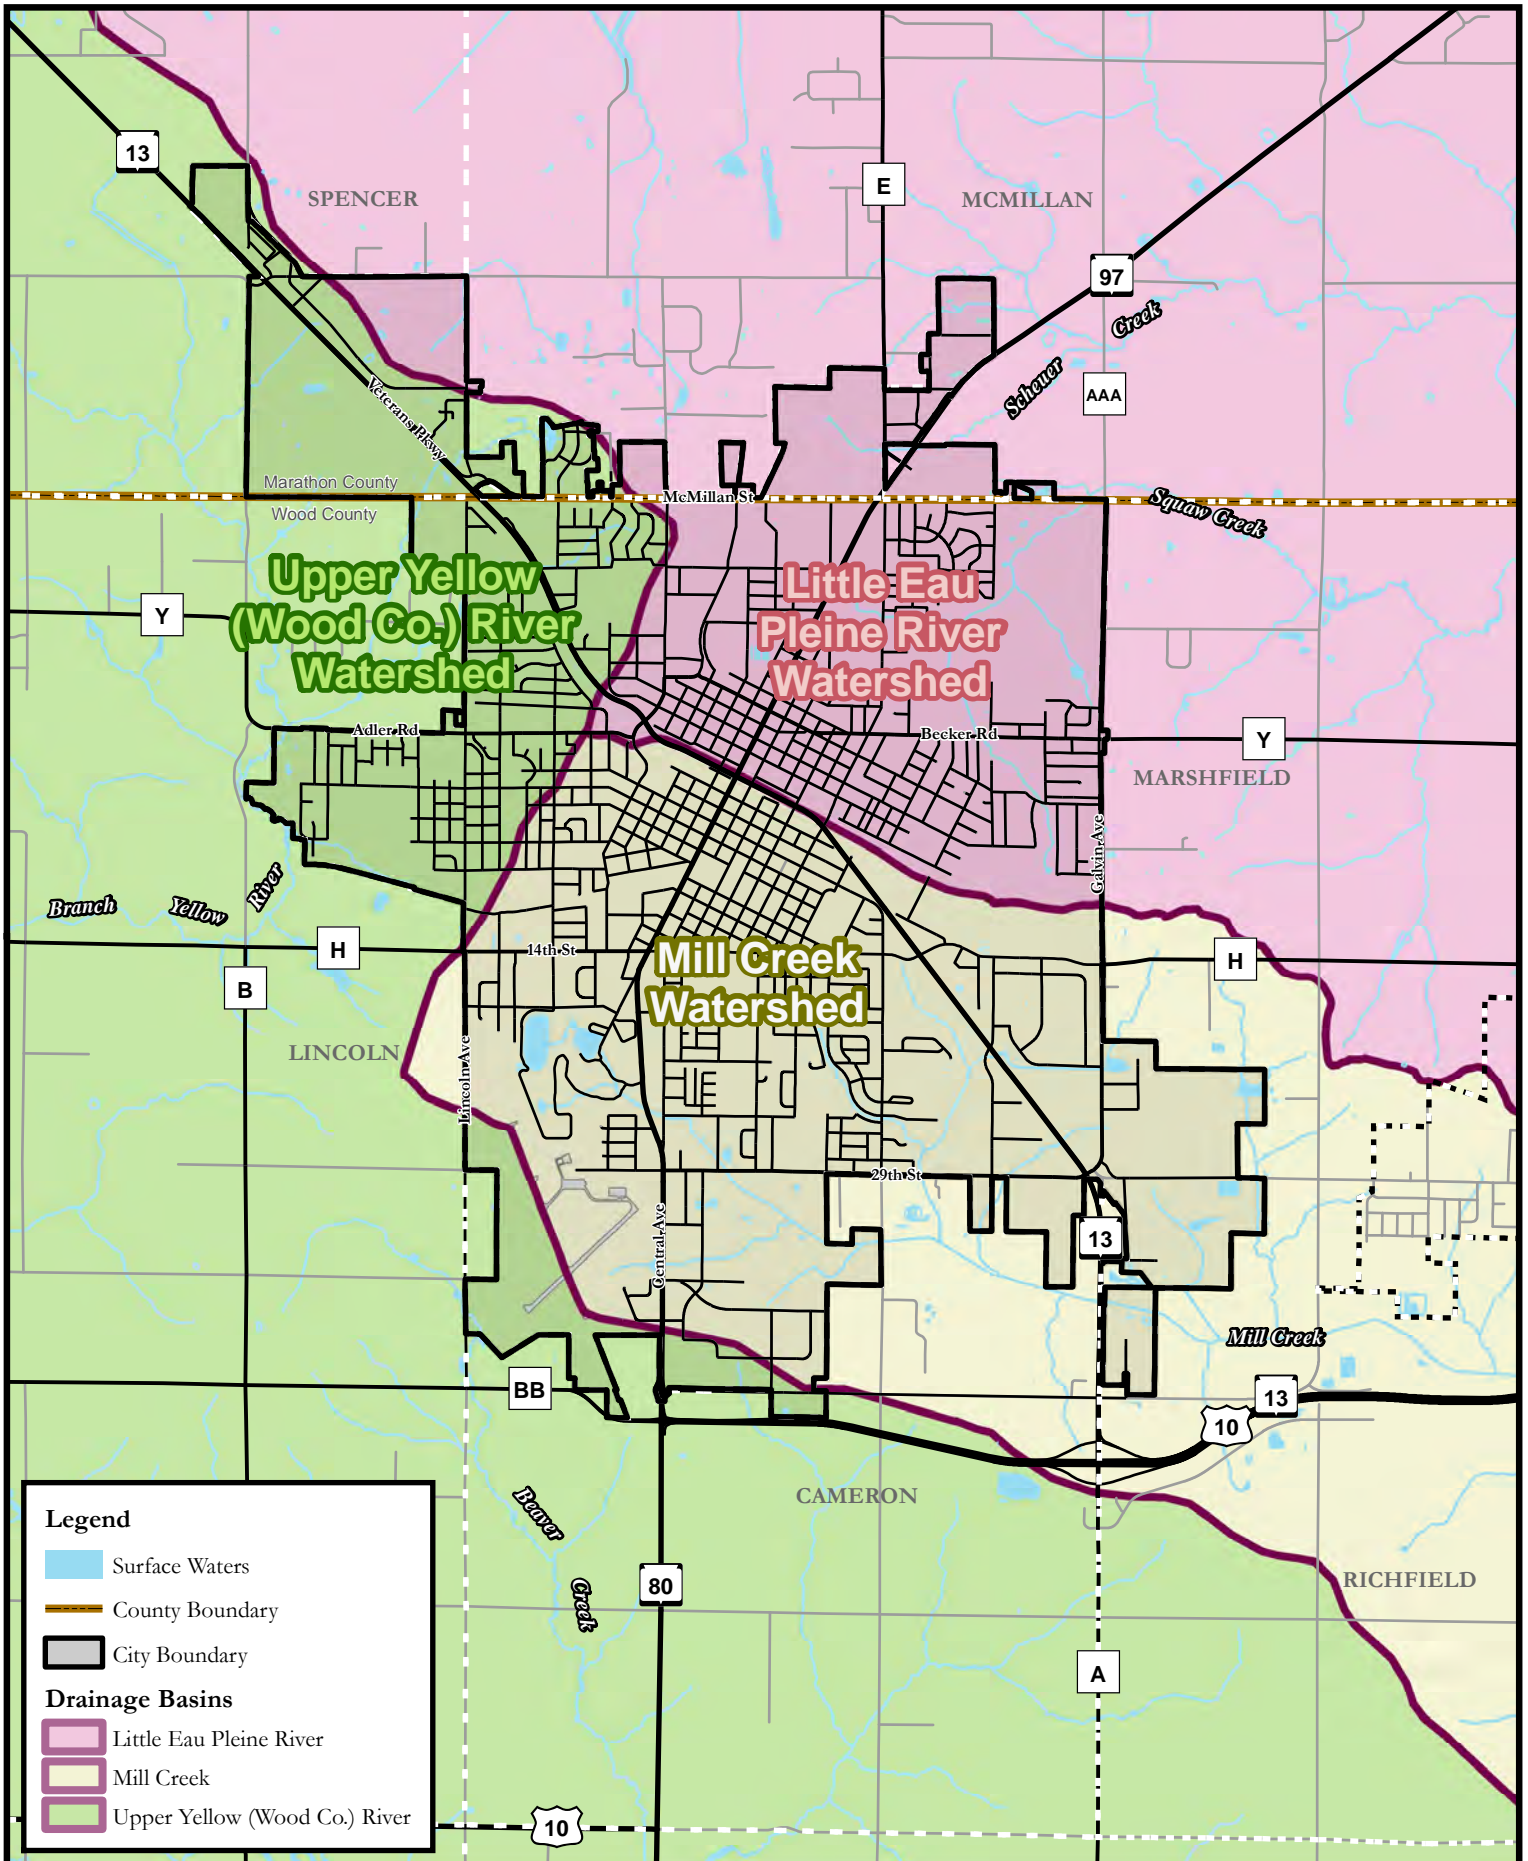 13
SPENCER
E
MCMILLAN
97
Scheuer
Creek
AAA
Veterans Pkwy
Marathon County
Wood County
McMillan St
Squaw Creek
Upper Yellow
(Wood Co.) River
Watershed
Little Eau
Pleine River
Watershed
Y
Adler Rd
Becker Rd
Y
MARSHFIELD
Galvin Ave
Branch
Yellow
River
H
14th St
Mill Creek
Watershed
H
B
LINCOLN
Lincoln Ave
29th St
Central Ave
13
Mill Creek
BB
13
10
Beaver
Creek
CAMERON
80
RICHFIELD
A
10
Legend
Surface Waters
County Boundary
City Boundary
Drainage Basins
Little Eau Pleine River
Mill Creek
Upper Yellow (Wood Co.) River